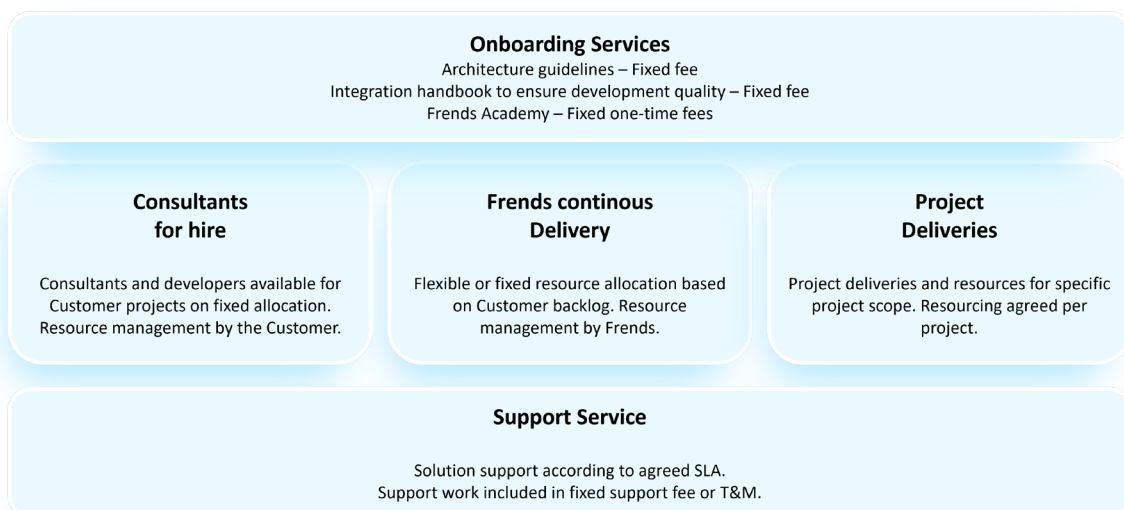 Onboarding Services
Architecture guidelines – Fixed fee
Integration handbook to ensure development quality – Fixed fee
Frends Academy – Fixed one-time fees
Consultants
for hire
Consultants and developers available for
Customer projects on fixed allocation.
Resource management by the Customer.
Frends continous
Delivery
Flexible or fixed resource allocation based
on Customer backlog. Resource
management by Frends.
Project
Deliveries
Project deliveries and resources for specific
project scope. Resourcing agreed per
project.
Support Service
Solution support according to agreed SLA.
Support work included in fixed support fee or T&M.